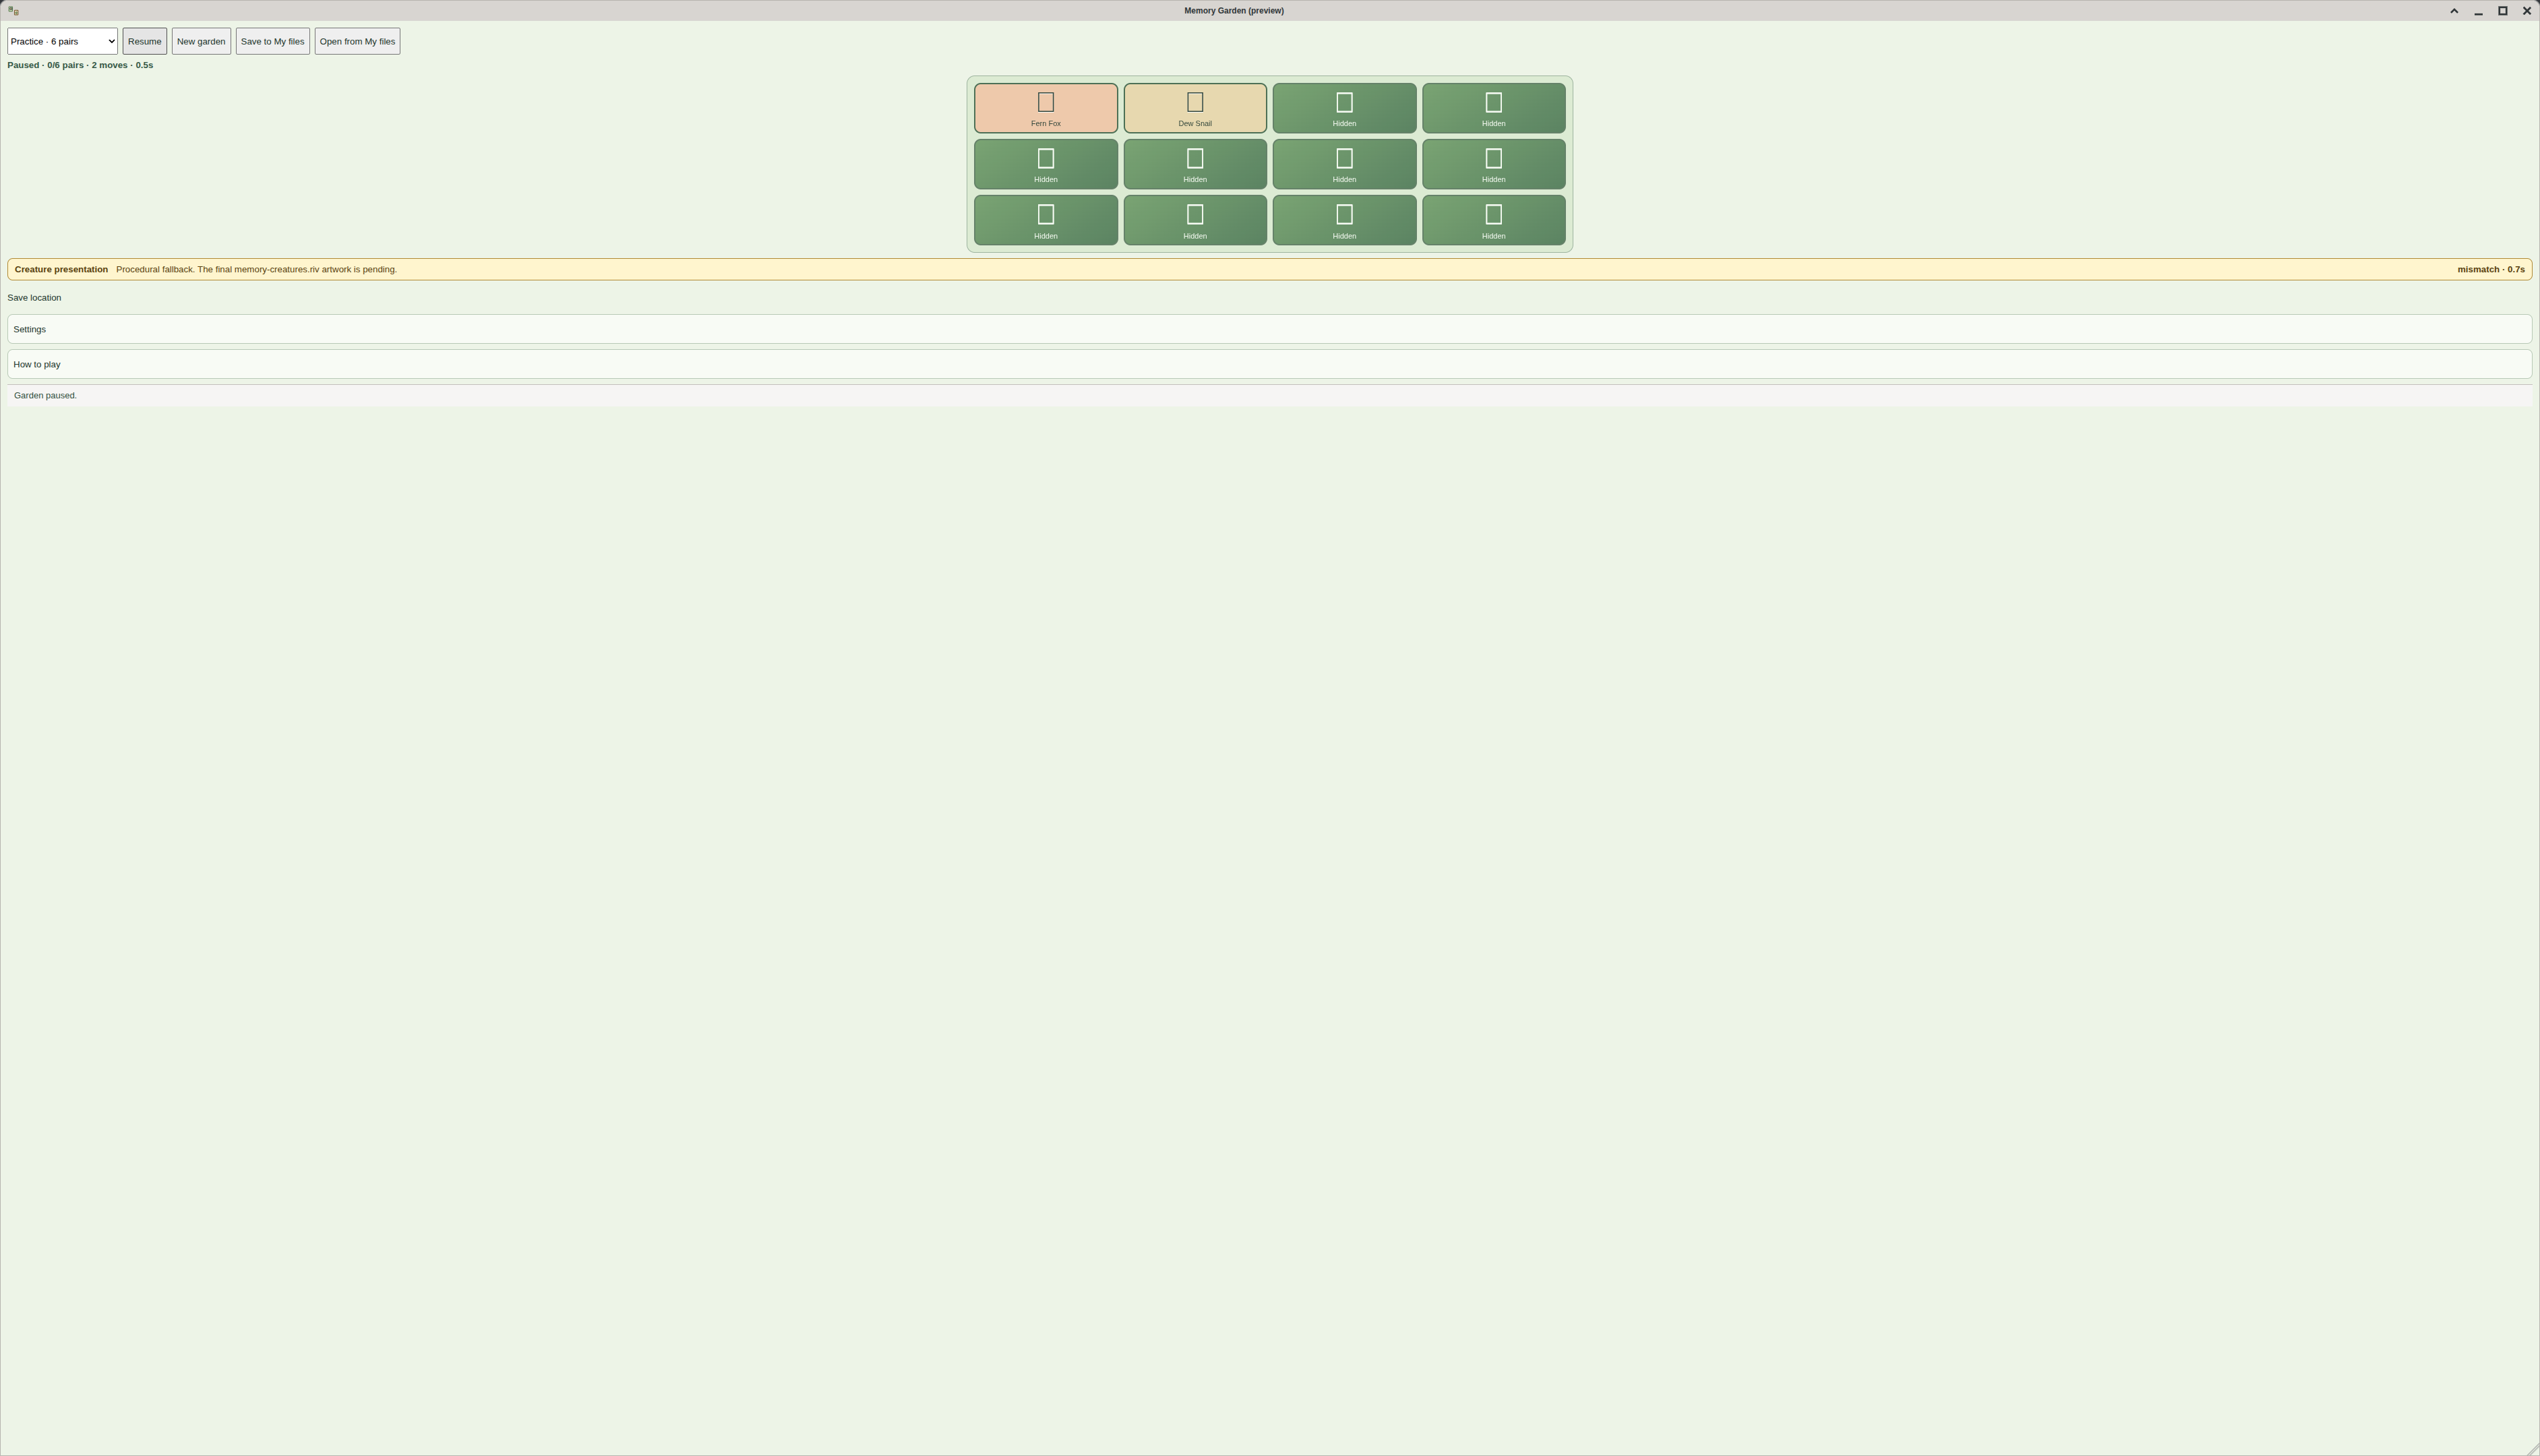 Memory Garden (preview)
Practice · 6 pairs Resume New garden Save to My files Open from My files
Paused · 0/6 pairs · 2 moves · 0.5s
Fern Fox Dew Snail Hidden Hidden
Hidden Hidden Hidden Hidden
Hidden Hidden Hidden Hidden
Creature presentation Procedural fallback. The final memory-creatures.riv artwork is pending. mismatch · 0.7s
Save location
Settings
How to play
Garden paused.